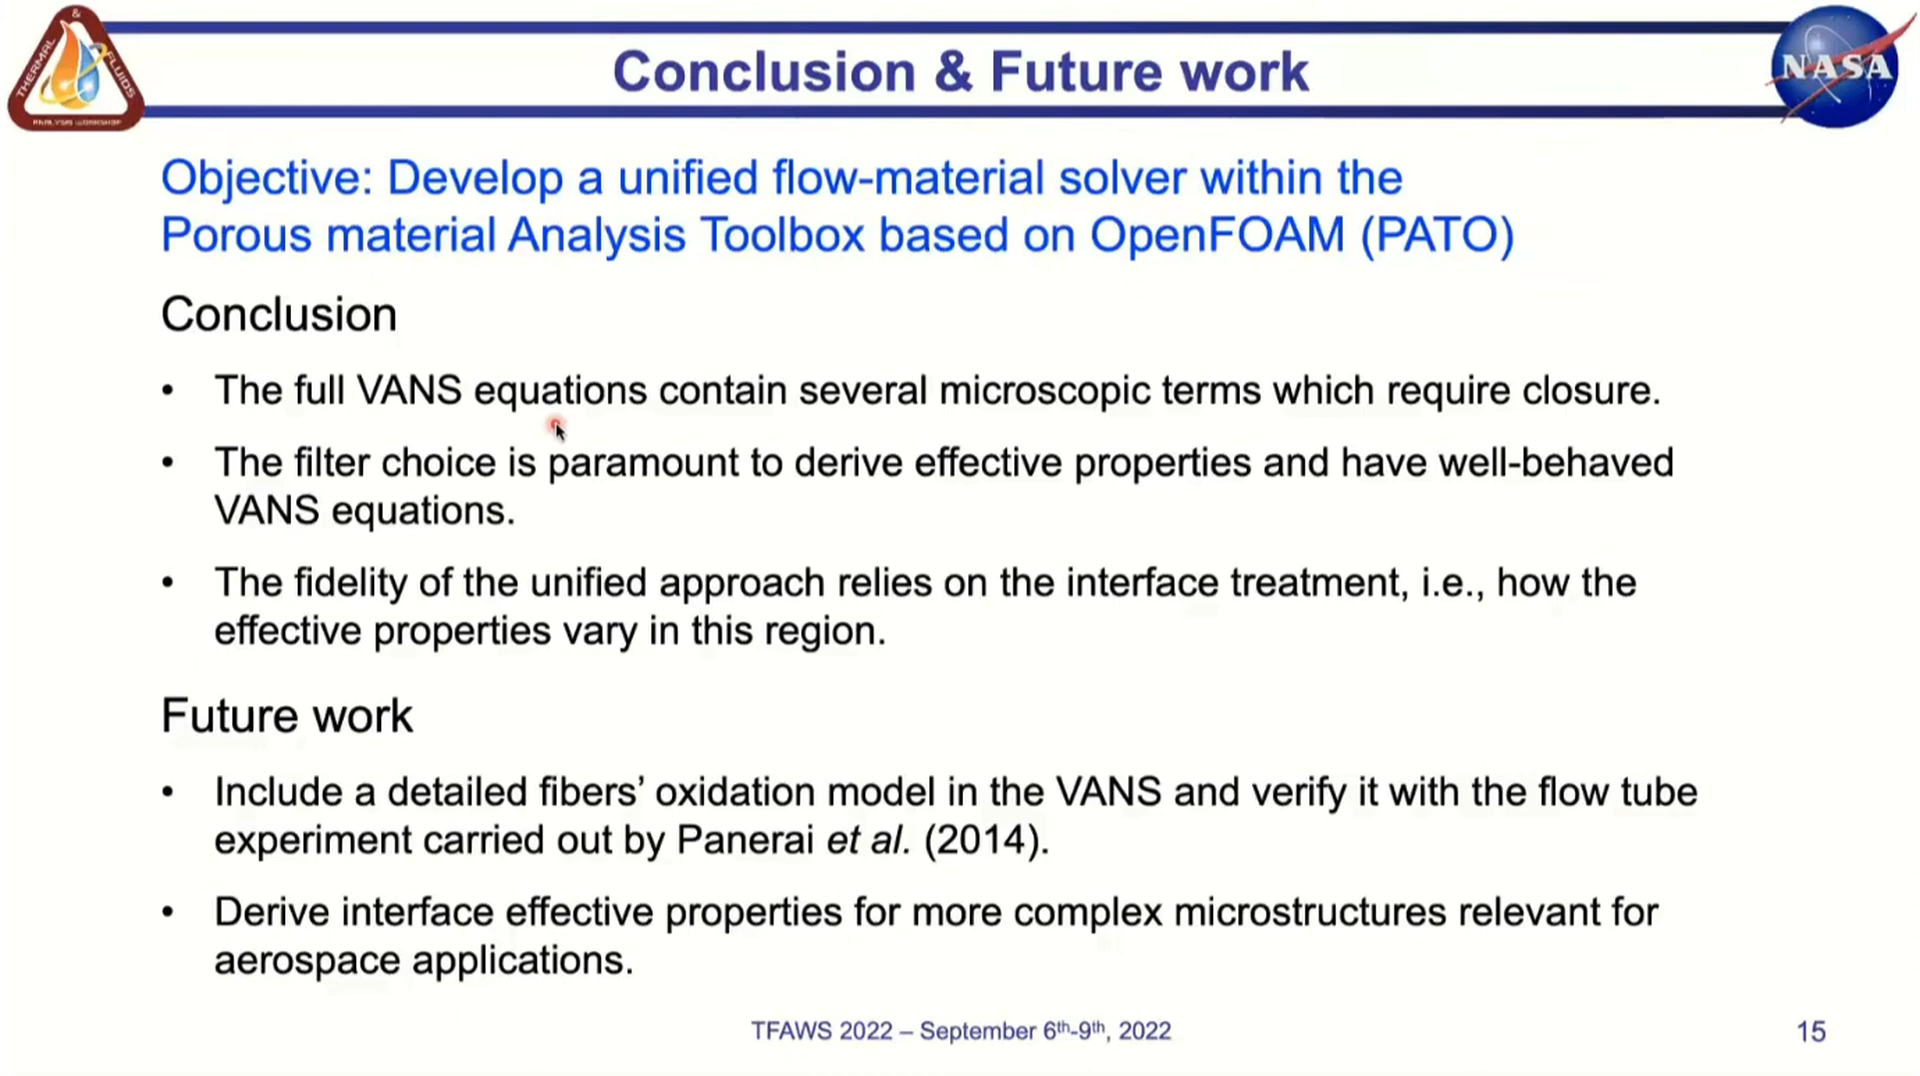 &
THERMAL
FLUIDS
ANALYSIS WORKSHOP
Conclusion & Future work
NASA
Objective: Develop a unified flow-material solver within the
Porous material Analysis Toolbox based on OpenFOAM (PATO)
Conclusion
• The full VANS equations contain several microscopic terms which require closure.
• The filter choice is paramount to derive effective properties and have well-behaved
VANS equations.
• The fidelity of the unified approach relies on the interface treatment, i.e., how the
effective properties vary in this region.
Future work
• Include a detailed fibers’ oxidation model in the VANS and verify it with the flow tube
experiment carried out by Panerai et al. (2014).
• Derive interface effective properties for more complex microstructures relevant for
aerospace applications.
TFAWS 2022 – September 6th-9th, 2022
15